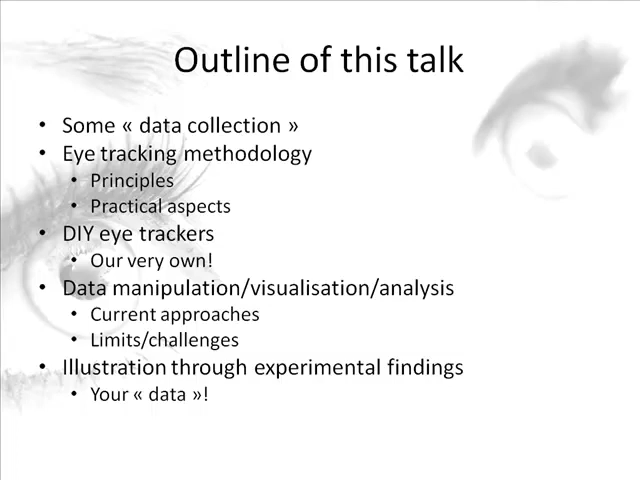 Outline of this talk
• Some « data collection »
• Eye tracking methodology
• Principles
• Practical aspects
• DIY eye trackers
• Our very own!
• Data manipulation/visualisation/analysis
• Current approaches
• Limits/challenges
• Illustration through experimental findings
• Your « data »!